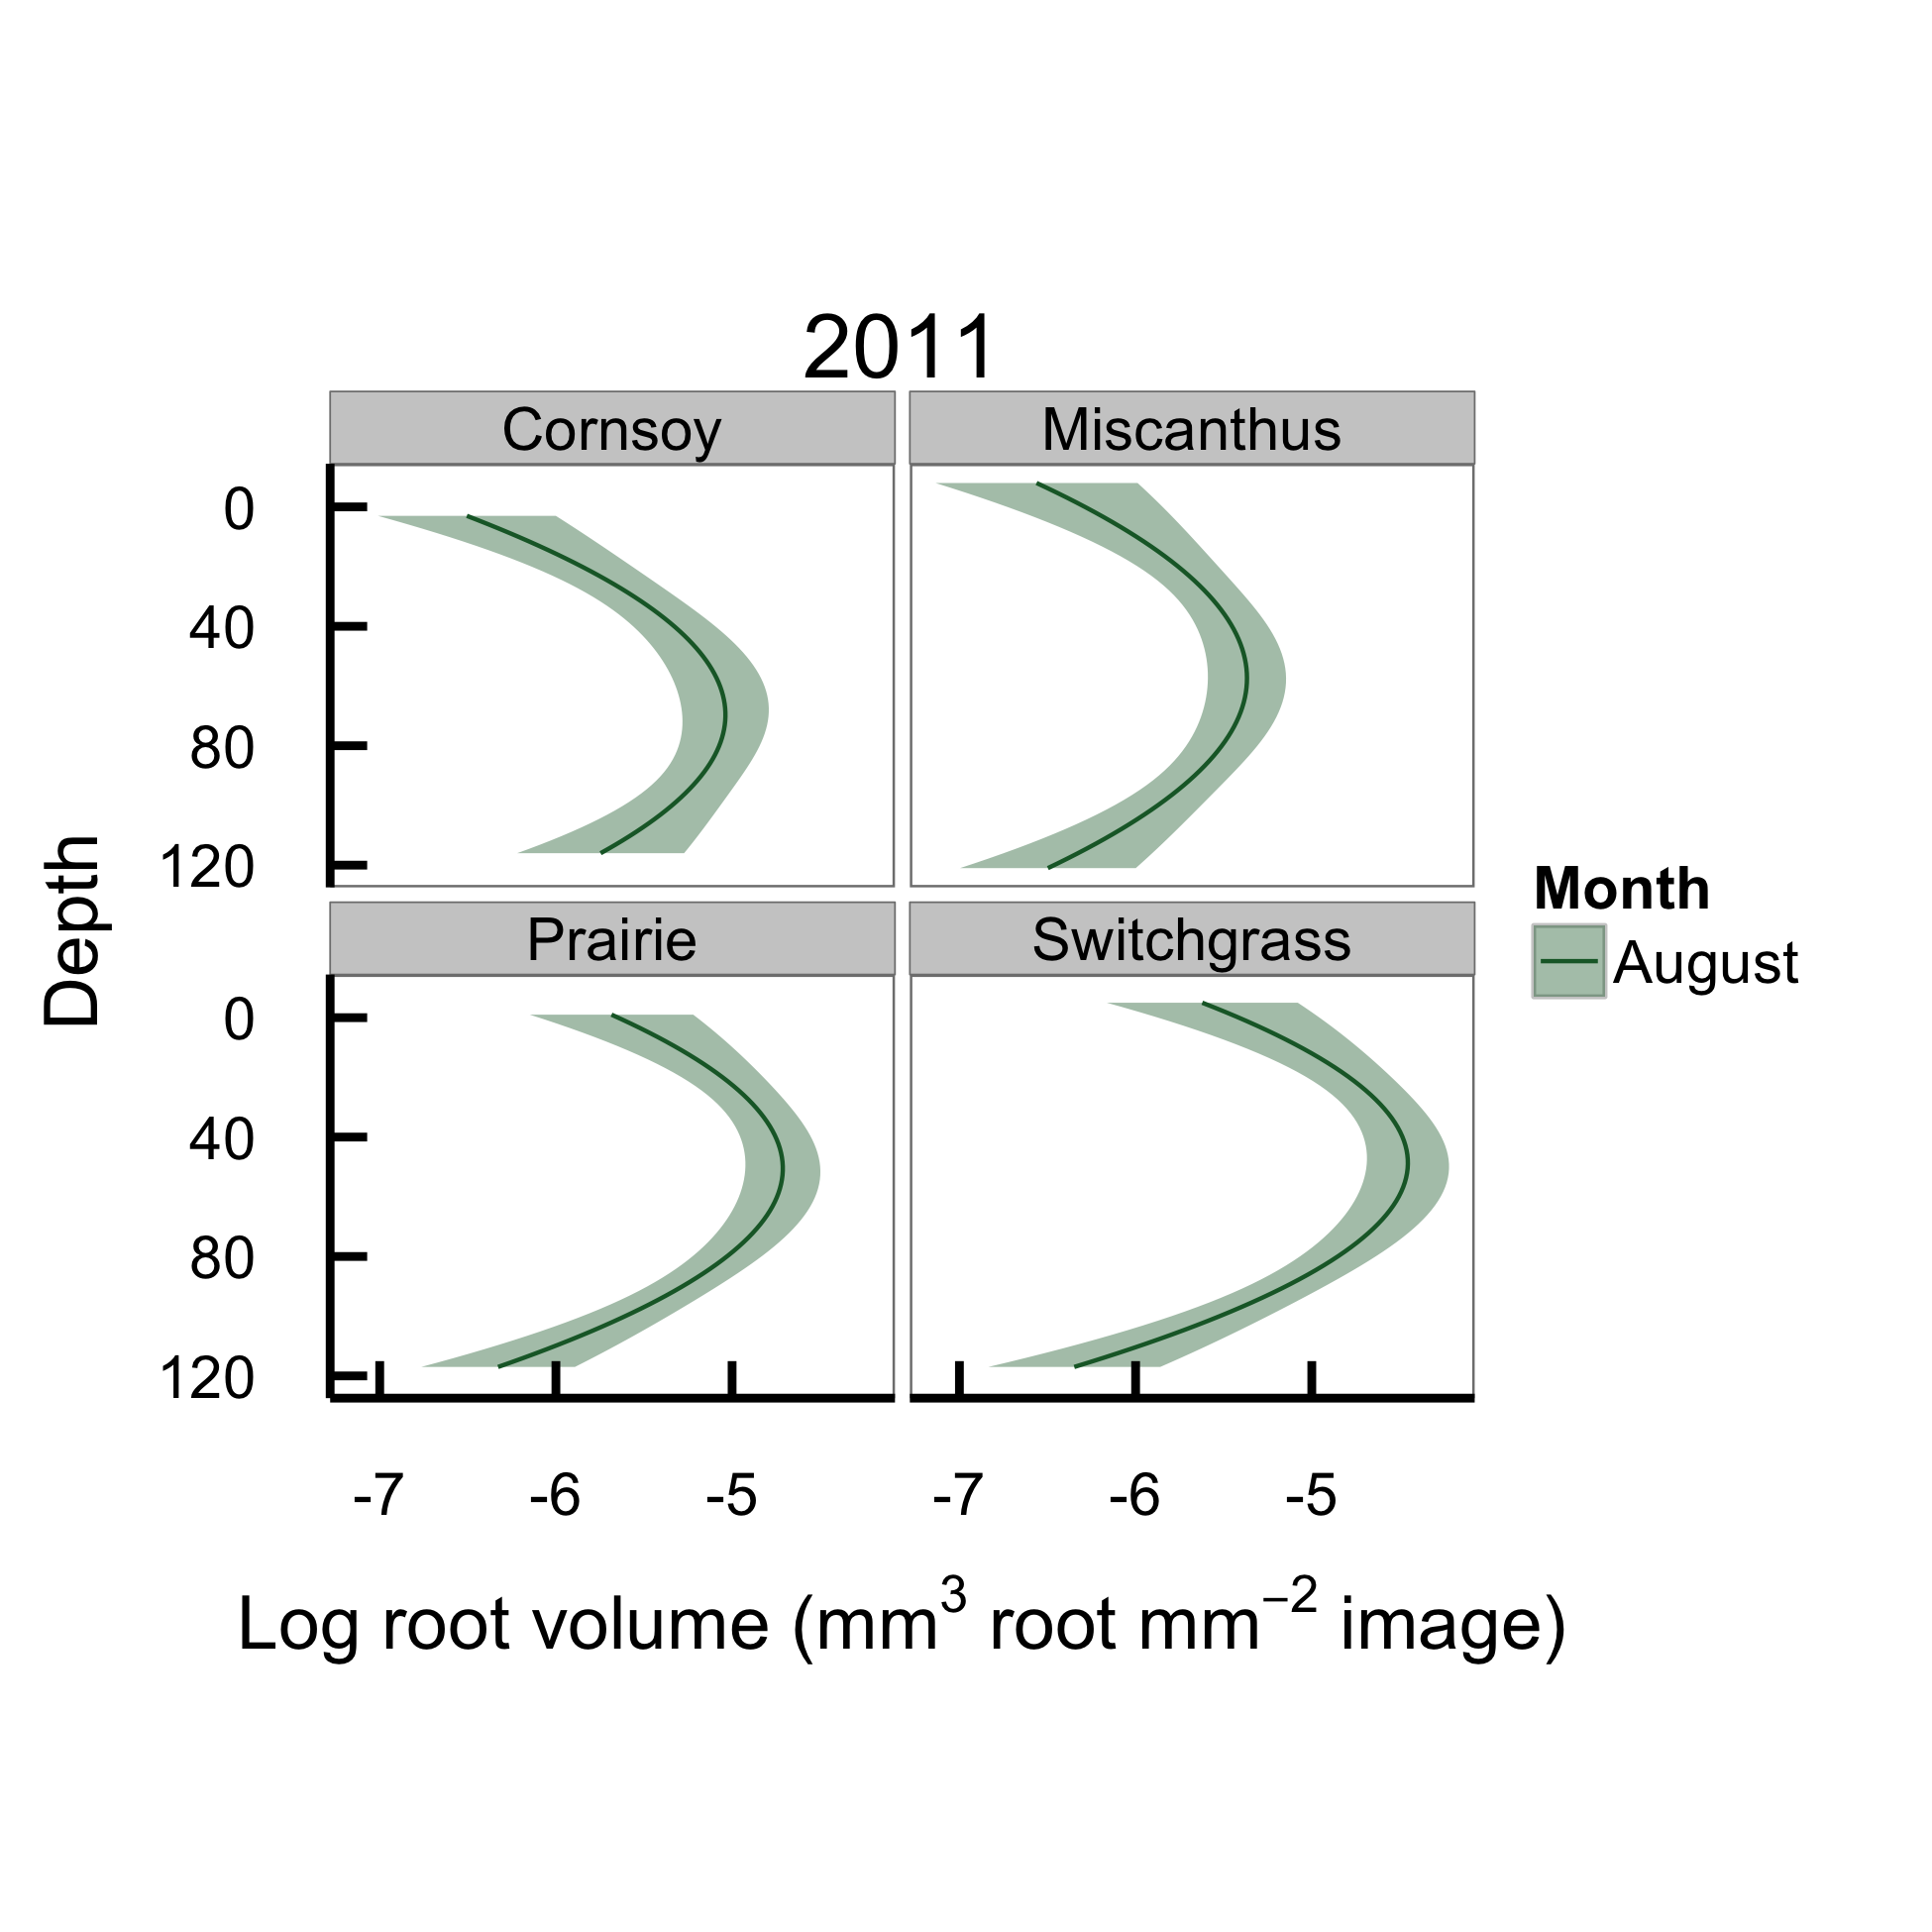 2011
Cornsoy
Miscanthus
0
40
80
120
Depth
Prairie
Switchgrass
0
40
80
120
-7
-6
-5
-7
-6
-5
Log root volume (mm³ root mm⁻² image)
Month
August